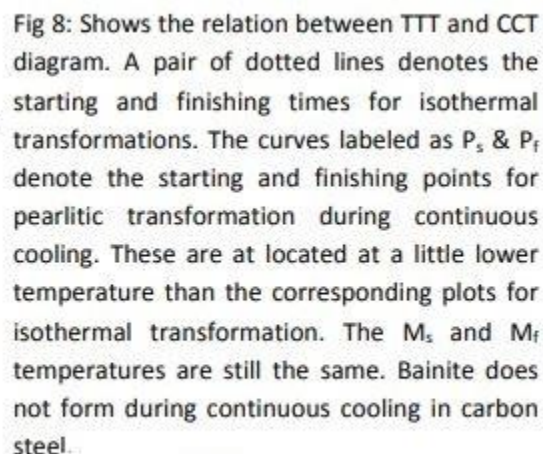 Fig 8: Shows the relation between TTT and CCT
diagram. A pair of dotted lines denotes the
starting and finishing times for isothermal
transformations. The curves labeled as Ps & Pf
denote the starting and finishing points for
pearlitic transformation during continuous
cooling. These are at located at a little lower
temperature than the corresponding plots for
isothermal transformation. The Ms and Mf
temperatures are still the same. Bainite does
not form during continuous cooling in carbon
steel.